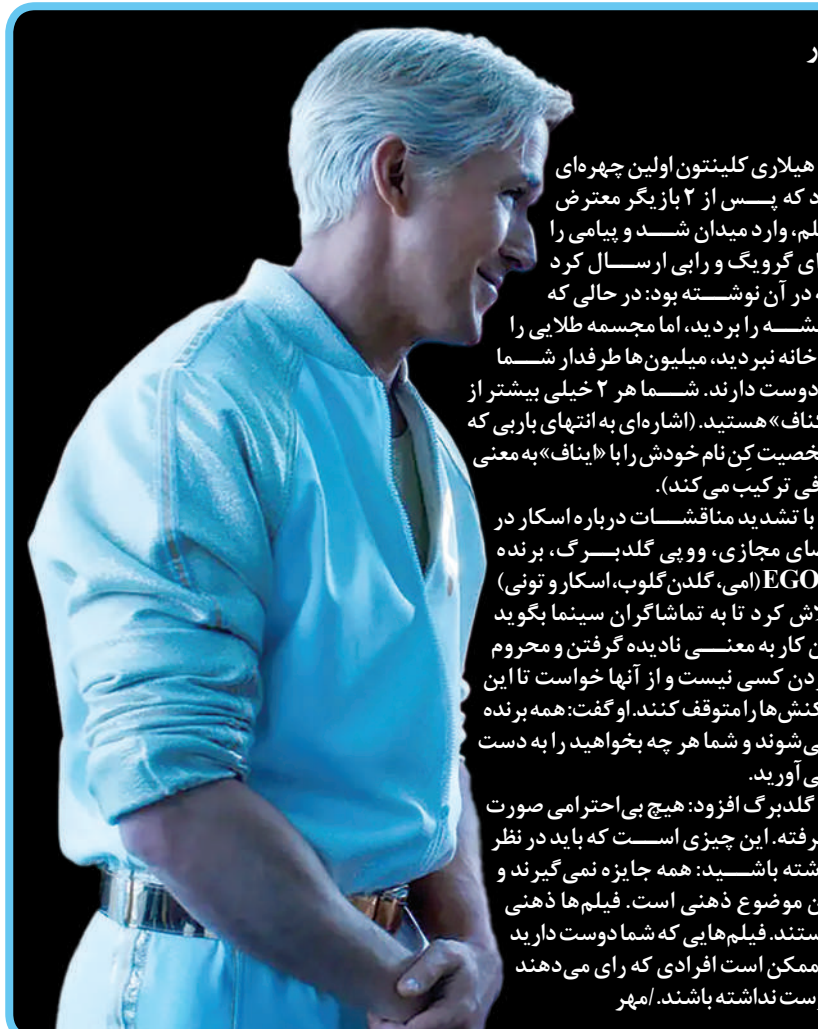 ر
هیلاری کلینتون اولین چهره‌ای
د که پس از ۲ بازیگر معترض
لم، وارد میدان شد و پیامی را
ای گرویگ و رابی ارسال کرد
ه در آن نوشته بود: در حالی که
شه را بردید، اما مجسمه طلایی را
خانه نبردید، میلیون‌ها طرفدار شما
دوست دارند. شما هر ۲ خیلی بیشتر از
کناف» هستید. (اشاره‌ای به انتهای باربی که
خصیت کِن نام خودش را با «ایناف» به معنی
فی ترکیب می‌کند).
با تشدید مناقشات درباره اسکار در
ضای مجازی، ووپی گلدبرگ، برنده
EGO (امی، گلدن گلوب، اسکار و تونی)
لاش کرد تا به تماشاگران سینما بگوید
ن کار به معنی نادیده گرفتن و محروم
ردن کسی نیست و از آنها خواست تا این
کنش‌ها را متوقف کنند. او گفت: همه برنده
ی‌شوند و شما هر چه بخواهید را به دست
ی‌آورید.
گلدبرگ افزود: هیچ بی‌احترامی صورت
رفته. این چیزی است که باید در نظر
شته باشید: همه جایزه نمی‌گیرند و
ن موضوع ذهنی است. فیلم‌ها ذهنی
ستند. فیلم‌هایی که شما دوست دارید
ممکن است افرادی که رای می‌دهند
وست نداشته باشند./مهر